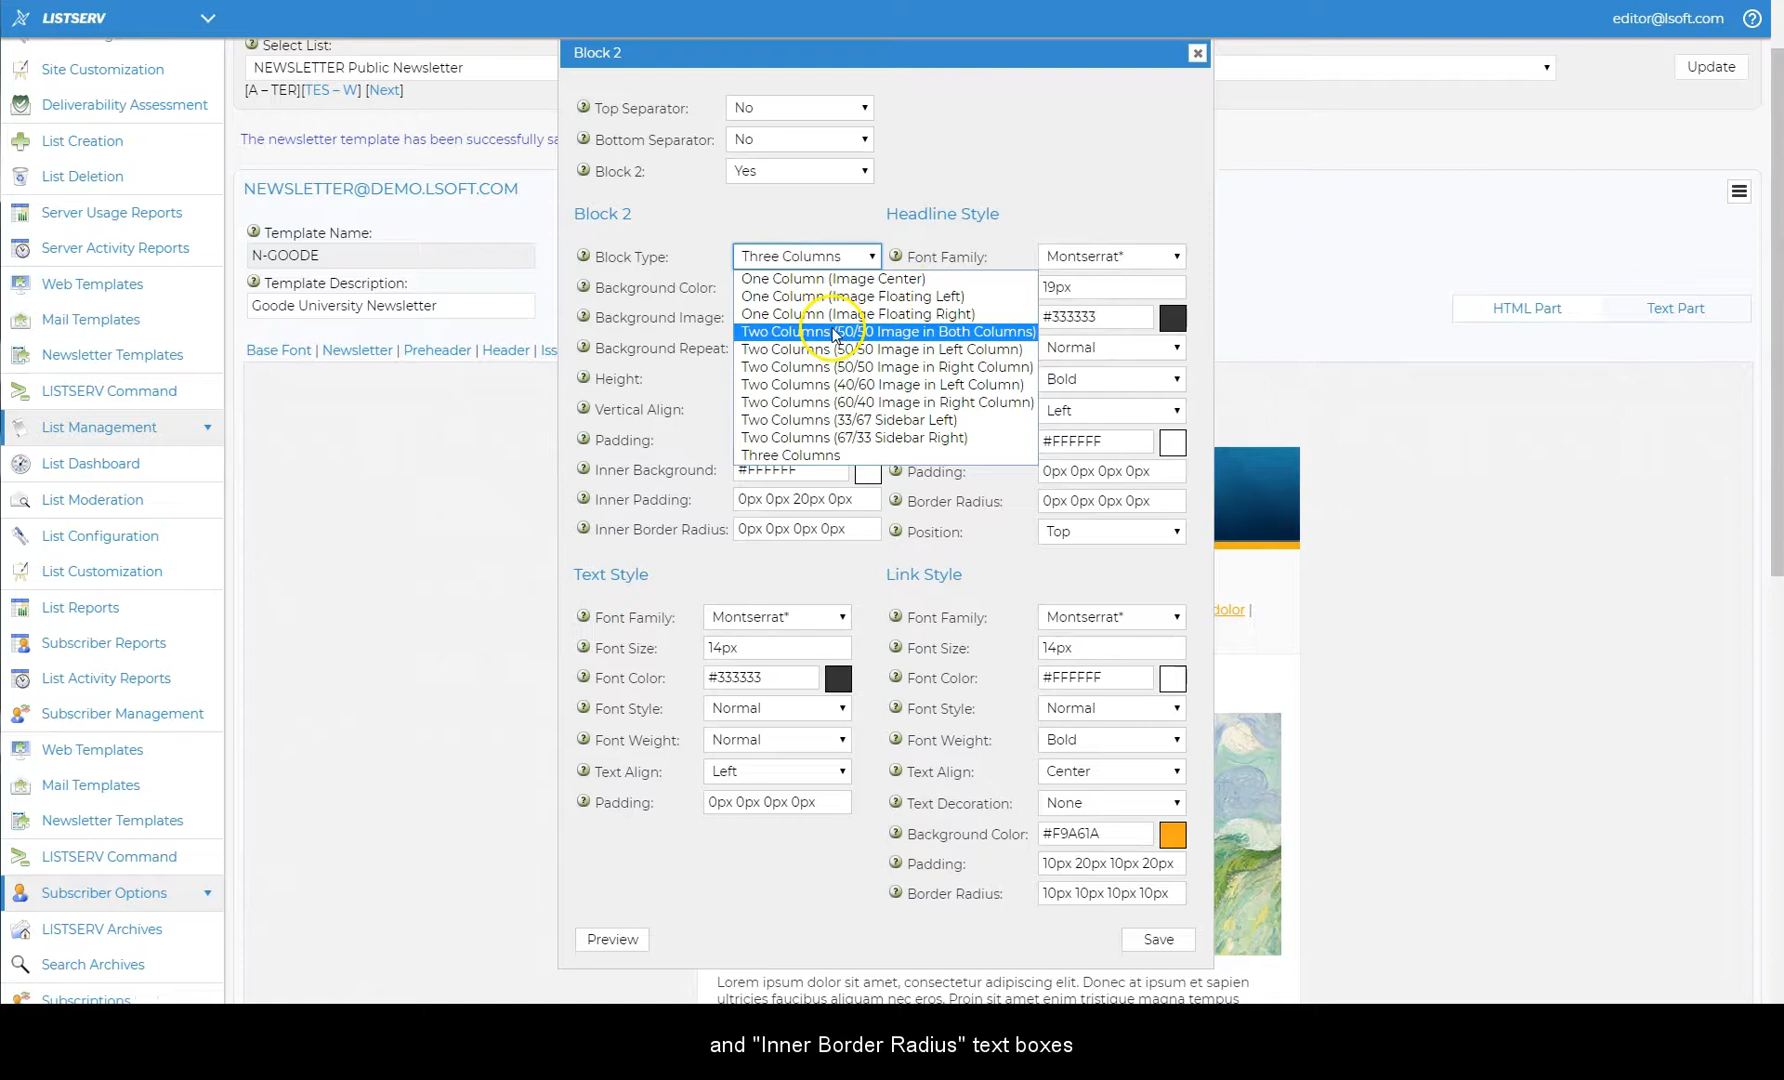 LISTSERV
editor@lsoft.com
Site Customization
Deliverability Assessment
List Creation
List Deletion
Server Usage Reports
Server Activity Reports
Web Templates
Mail Templates
Newsletter Templates
LISTSERV Command
List Management
List Dashboard
List Moderation
List Configuration
List Customization
List Reports
Subscriber Reports
List Activity Reports
Subscriber Management
Web Templates
Mail Templates
Newsletter Templates
LISTSERV Command
Subscriber Options
LISTSERV Archives
Search Archives
Subscriptions
Select List:
NEWSLETTER Public Newsletter
Update
[A – TER][TES – W] [Next]
The newsletter template has been successfully sa
NEWSLETTER@DEMO.LSOFT.COM
Template Name:
N-GOODE
Template Description:
Goode University Newsletter
HTML Part
Text Part
Base Font | Newsletter | Preheader | Header | Iss
Block 2
Top Separator: No
Bottom Separator: No
Block 2: Yes
Block 2
Block Type: Three Columns
Background Color:
Background Image:
Background Repeat:
Height:
Vertical Align:
Padding:
One Column (Image Center)
One Column (Image Floating Left)
One Column (Image Floating Right)
Two Columns (50/50 Image in Both Columns)
Two Columns (50/50 Image in Left Column)
Two Columns (50/50 Image in Right Column)
Two Columns (40/60 Image in Left Column)
Two Columns (60/40 Image in Right Column)
Two Columns (33/67 Sidebar Left)
Two Columns (67/33 Sidebar Right)
Three Columns
Inner Background: #FFFFFF
Inner Padding: 0px 0px 20px 0px
Inner Border Radius: 0px 0px 0px 0px
Headline Style
Font Family: Montserrat*
19px
#333333
Normal
Bold
Left
#FFFFFF
Padding: 0px 0px 0px 0px
Border Radius: 0px 0px 0px 0px
Position: Top
Text Style
Font Family: Montserrat*
Font Size: 14px
Font Color: #333333
Font Style: Normal
Font Weight: Normal
Text Align: Left
Padding: 0px 0px 0px 0px
Link Style
Font Family: Montserrat*
Font Size: 14px
Font Color: #FFFFFF
Font Style: Normal
Font Weight: Bold
Text Align: Center
Text Decoration: None
Background Color: #F9A61A
Padding: 10px 20px 10px 20px
Border Radius: 10px 10px 10px 10px
Preview
Save
dolor |
Lorem ipsum dolor sit amet, consectetur adipiscing elit. Donec at ipsum
ultricies faucibus aliquam nec eros. Proin sit amet enim tristique magna tempus
and "Inner Border Radius" text boxes